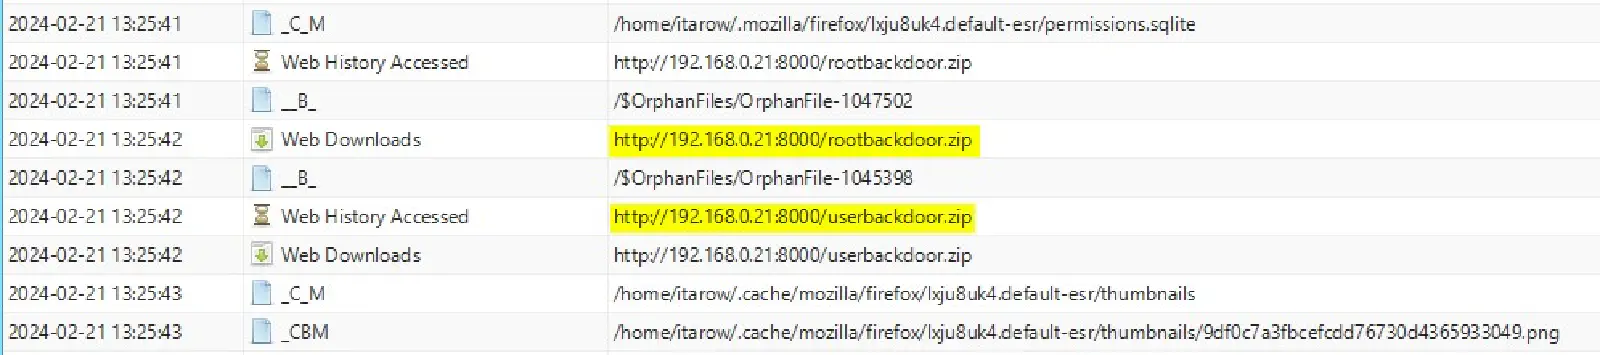 2024-02-21 13:25:41 _C_M /home/itarow/.mozilla/firefox/lxju8uk4.default-esr/permissions.sqlite
2024-02-21 13:25:41 Web History Accessed http://192.168.0.21:8000/rootbackdoor.zip
2024-02-21 13:25:41 __B_ /$OrphanFiles/OrphanFile-1047502
2024-02-21 13:25:42 Web Downloads http://192.168.0.21:8000/rootbackdoor.zip
2024-02-21 13:25:42 __B_ /$OrphanFiles/OrphanFile-1045398
2024-02-21 13:25:42 Web History Accessed http://192.168.0.21:8000/userbackdoor.zip
2024-02-21 13:25:42 Web Downloads http://192.168.0.21:8000/userbackdoor.zip
2024-02-21 13:25:43 _C_M /home/itarow/.cache/mozilla/firefox/lxju8uk4.default-esr/thumbnails
2024-02-21 13:25:43 _CBM /home/itarow/.cache/mozilla/firefox/lxju8uk4.default-esr/thumbnails/9df0c7a3fbcefcdd76730d4365933049.png